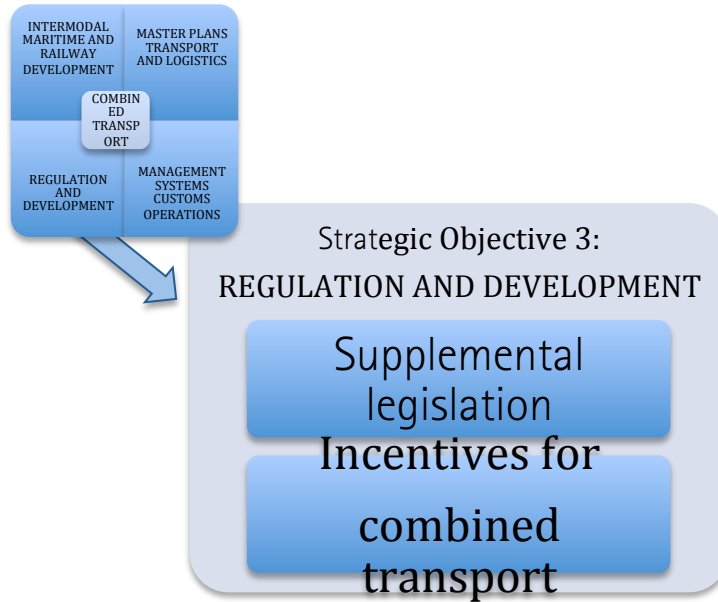 INTERMODAL
MARITIME AND
RAILWAY
DEVELOPMENT
MASTER PLANS
TRANSPORT
AND LOGISTICS
COMBIN
ED
TRANSP
ORT
REGULATION
AND
DEVELOPMENT
MANAGEMENT
SYSTEMS
CUSTOMS
OPERATIONS
Strategic Objective 3:
REGULATION AND DEVELOPMENT
Supplemental
legislation
Incentives for
combined
transport